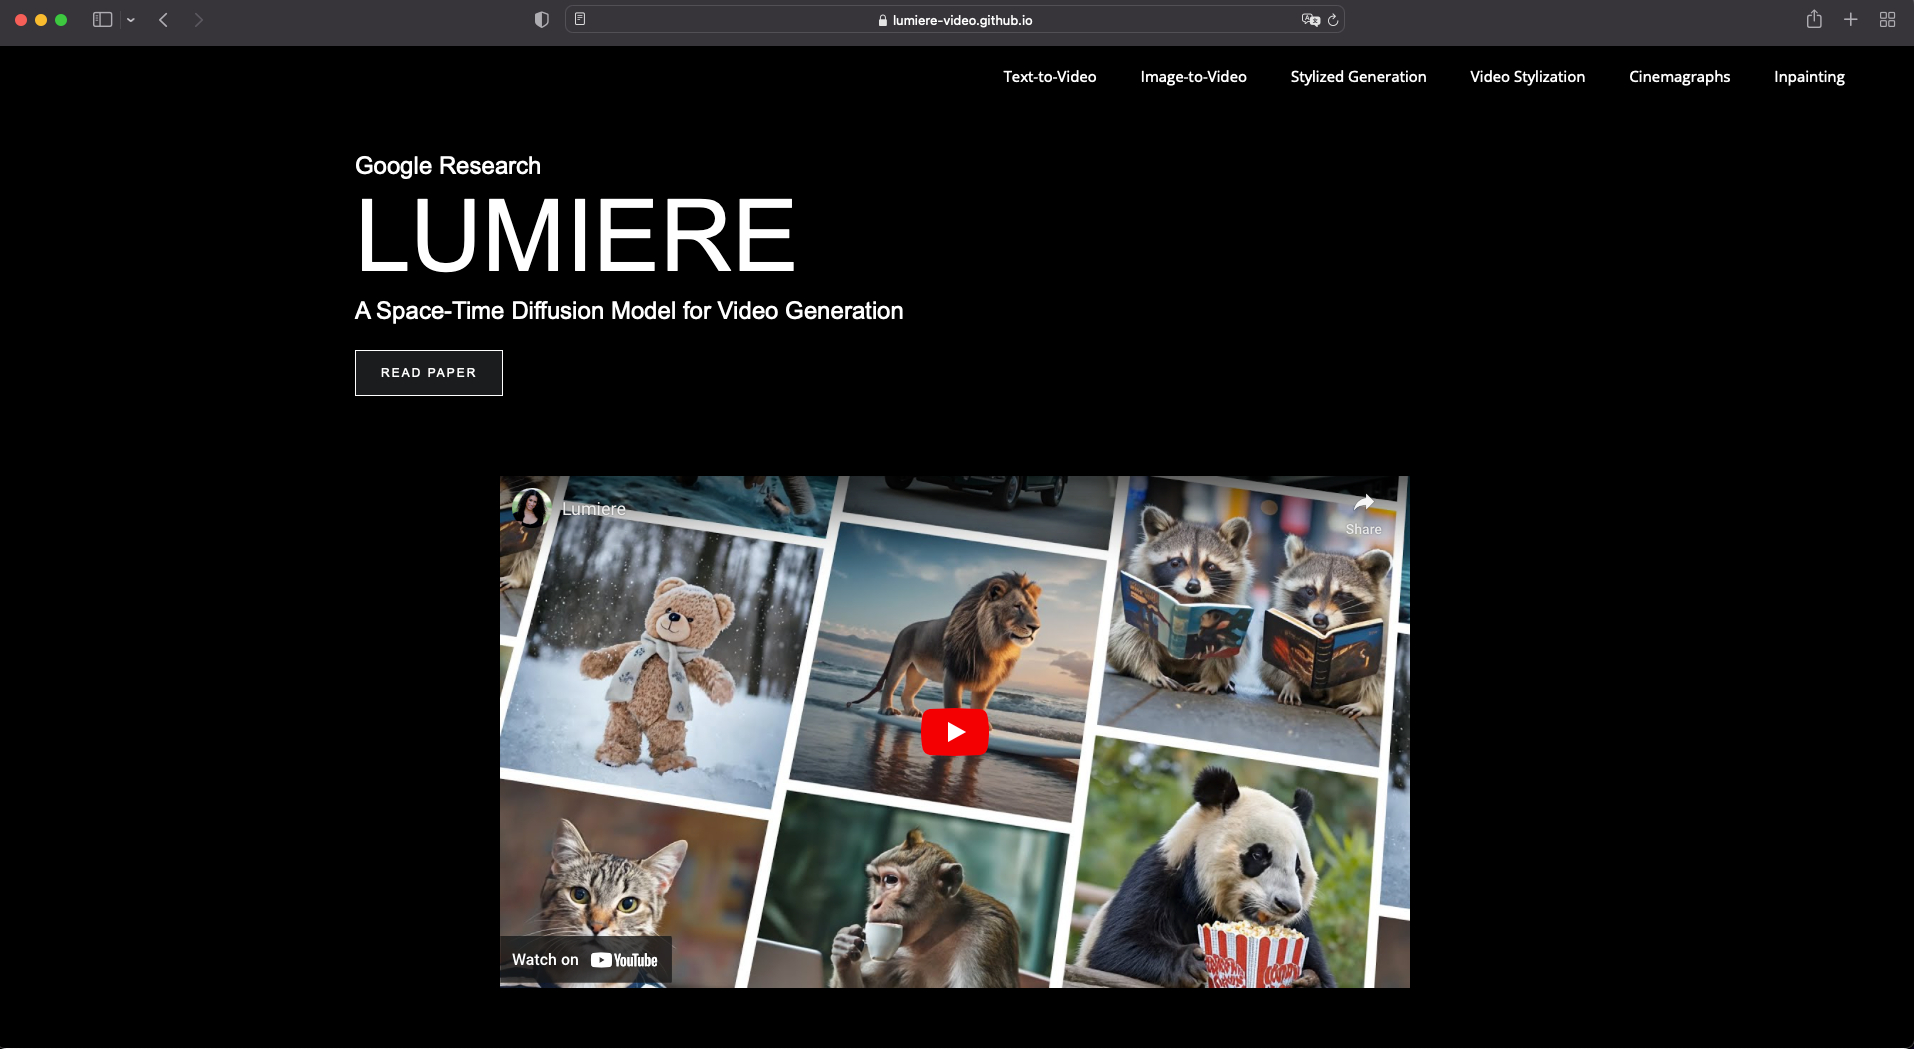 lumiere-video.github.io
Text-to-Video Image-to-Video Stylized Generation Video Stylization Cinemagraphs Inpainting
Google Research
LUMIERE
A Space-Time Diffusion Model for Video Generation
READ PAPER
Lumiere
Share
Watch on YouTube